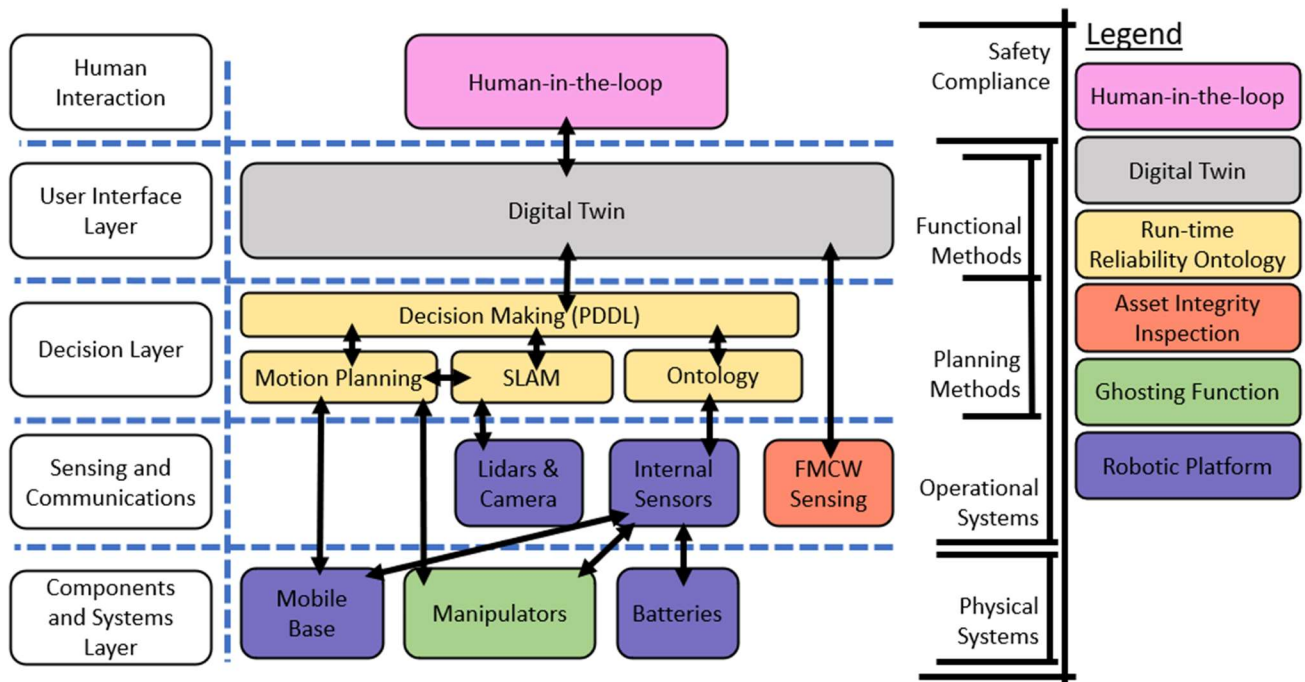 Human
Interaction
Human-in-the-loop
User Interface
Layer
Digital Twin
Decision Layer
Decision Making (PDDL)
Motion Planning
SLAM
Ontology
Sensing and
Communications
Lidars &
Camera
Internal
Sensors
FMCW
Sensing
Components
and Systems
Layer
Mobile
Base
Manipulators
Batteries
Safety
Compliance
Functional
Methods
Planning
Methods
Operational
Systems
Physical
Systems
Legend
Human-in-the-loop
Digital Twin
Run-time
Reliability Ontology
Asset Integrity
Inspection
Ghosting Function
Robotic Platform